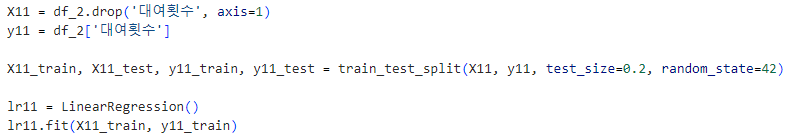 X11 = df_2.drop('대여횟수', axis=1)
y11 = df_2['대여횟수']
X11_train, X11_test, y11_train, y11_test = train_test_split(X11, y11, test_size=0.2, random_state=42)
lr11 = LinearRegression()
lr11.fit(X11_train, y11_train)